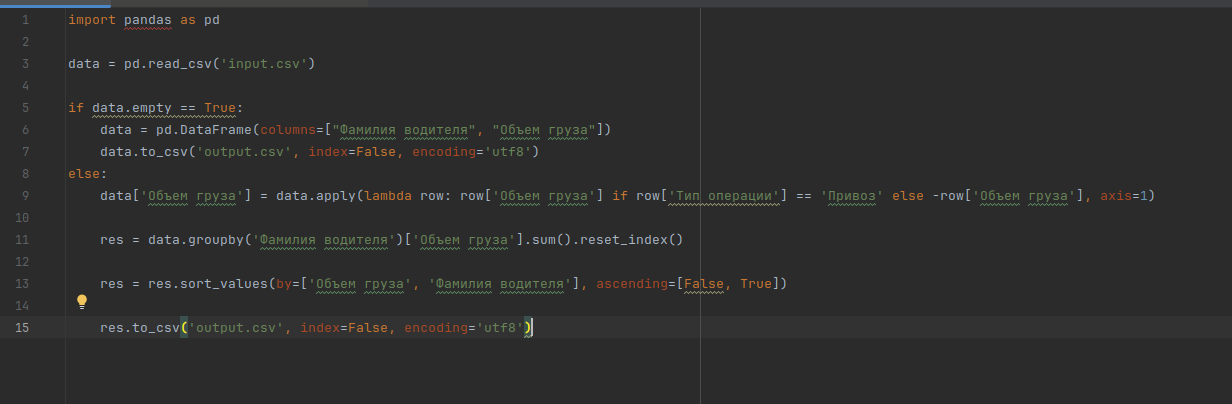 1 import pandas as pd
2
3 data = pd.read_csv('input.csv')
4
5 if data.empty == True:
6     data = pd.DataFrame(columns=["Фамилия водителя", "Объем груза"])
7     data.to_csv('output.csv', index=False, encoding='utf8')
8 else:
9     data['Объем груза'] = data.apply(lambda row: row['Объем груза'] if row['Тип операции'] == 'Привоз' else -row['Объем груза'], axis=1)
10
11     res = data.groupby('Фамилия водителя')['Объем груза'].sum().reset_index()
12
13     res = res.sort_values(by=['Объем груза', 'Фамилия водителя'], ascending=[False, True])
14
15     res.to_csv('output.csv', index=False, encoding='utf8')